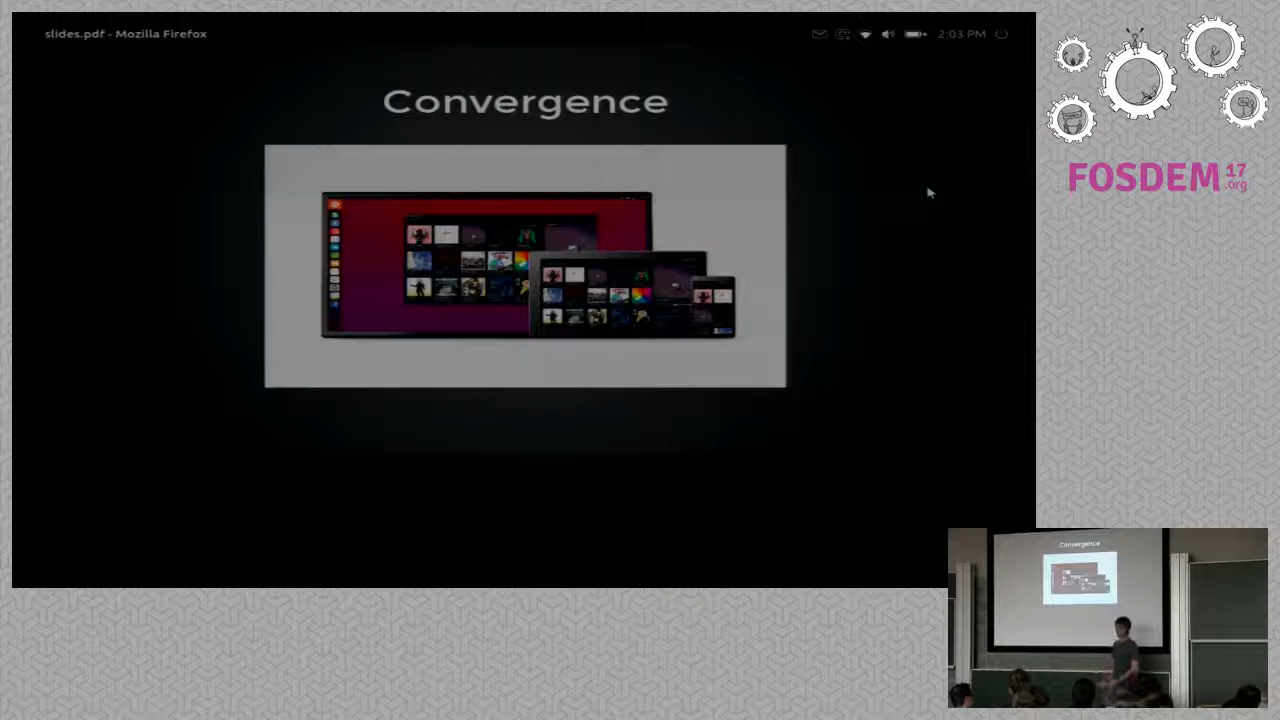 slides.pdf - Mozilla Firefox
2:03 PM
Convergence
FOSDEM 17
.org
Convergence